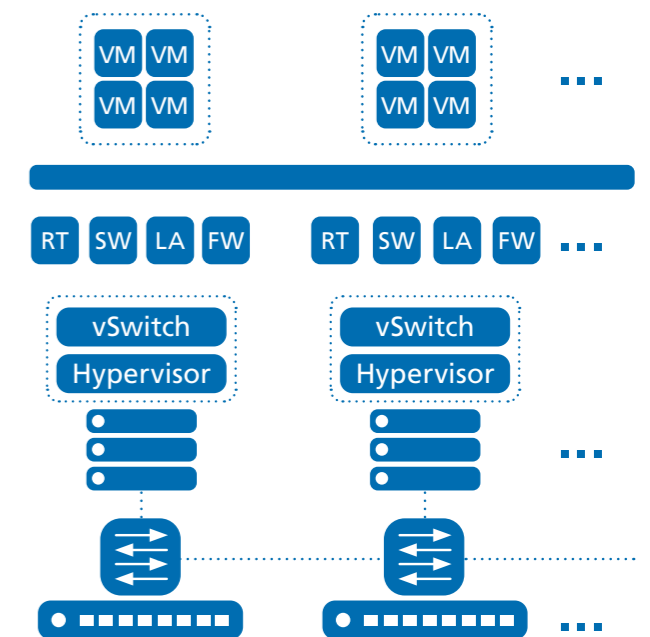 VM VM VM VM
VM VM VM VM
RT SW LA FW RT SW LA FW
vSwitch vSwitch
Hypervisor Hypervisor